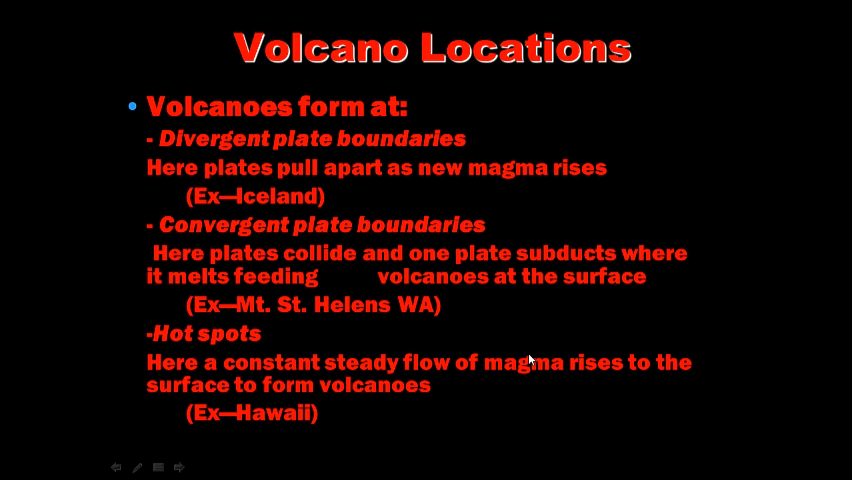 Volcano Locations
• Volcanoes form at:
- Divergent plate boundaries
Here plates pull apart as new magma rises
(Ex—Iceland)
- Convergent plate boundaries
Here plates collide and one plate subducts where
it melts feeding volcanoes at the surface
(Ex—Mt. St. Helens WA)
-Hot spots
Here a constant steady flow of magma rises to the
surface to form volcanoes
(Ex—Hawaii)